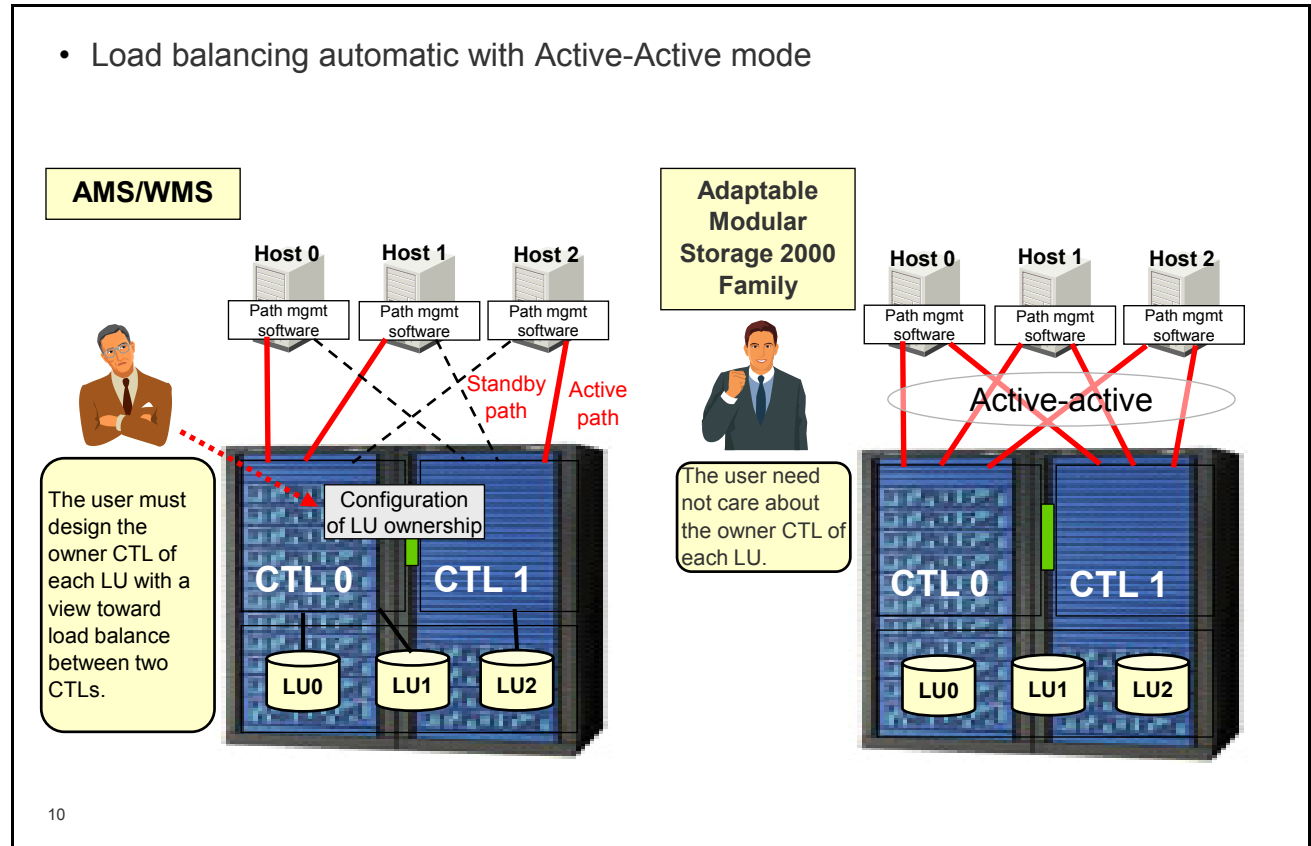 • Load balancing automatic with Active-Active mode
AMS/WMS
Host 0
Host 1
Host 2
Path mgmt
software
Path mgmt
software
Path mgmt
software
Standby
path
Active
path
The user must
design the
owner CTL of
each LU with a
view toward
load balance
between two
CTLs.
Configuration
of LU ownership
CTL 0
CTL 1
LU0
LU1
LU2
Adaptable
Modular
Storage 2000
Family
Host 0
Host 1
Host 2
Path mgmt
software
Path mgmt
software
Path mgmt
software
Active-active
The user need
not care about
the owner CTL of
each LU.
CTL 0
CTL 1
LU0
LU1
LU2
10